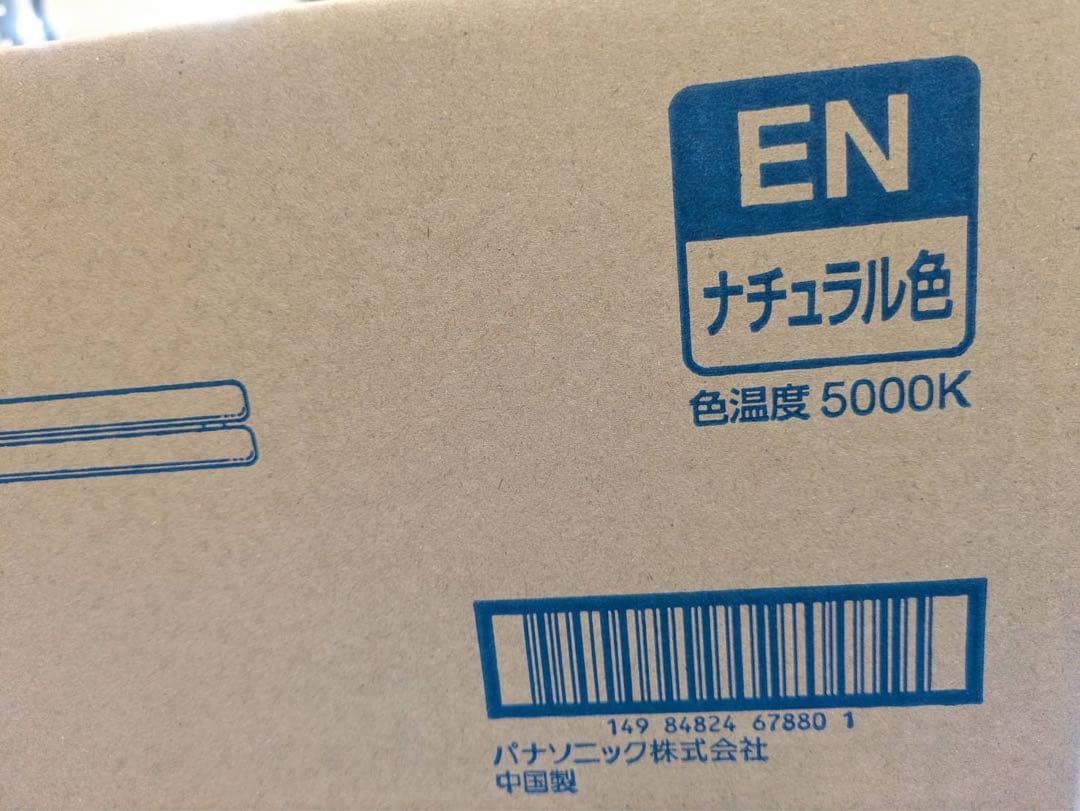 EN
ナチュラル色
色温度 5000K
149 84824 67880 1
パナソニック株式会社
中国製